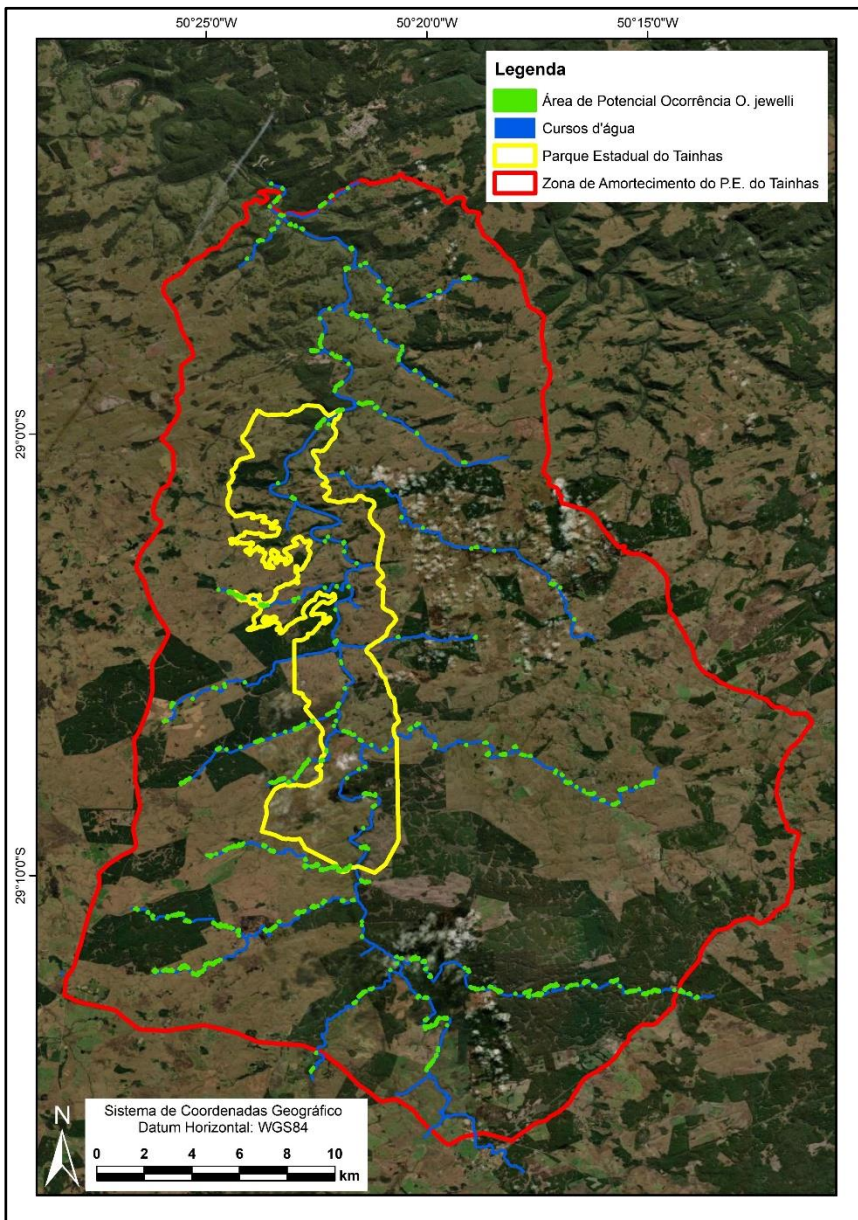 50°25'0"W
50°20'0"W
50°15'0"W
Legenda
Área de Potencial Ocorrência O. jewelli
Cursos d'água
Parque Estadual do Tainhas
Zona de Amortecimento do P.E. do Tainhas
29°0'0"S
29°10'0"S
N
Sistema de Coordenadas Geográfico
Datum Horizontal: WGS84
0 2 4 6 8 10
km